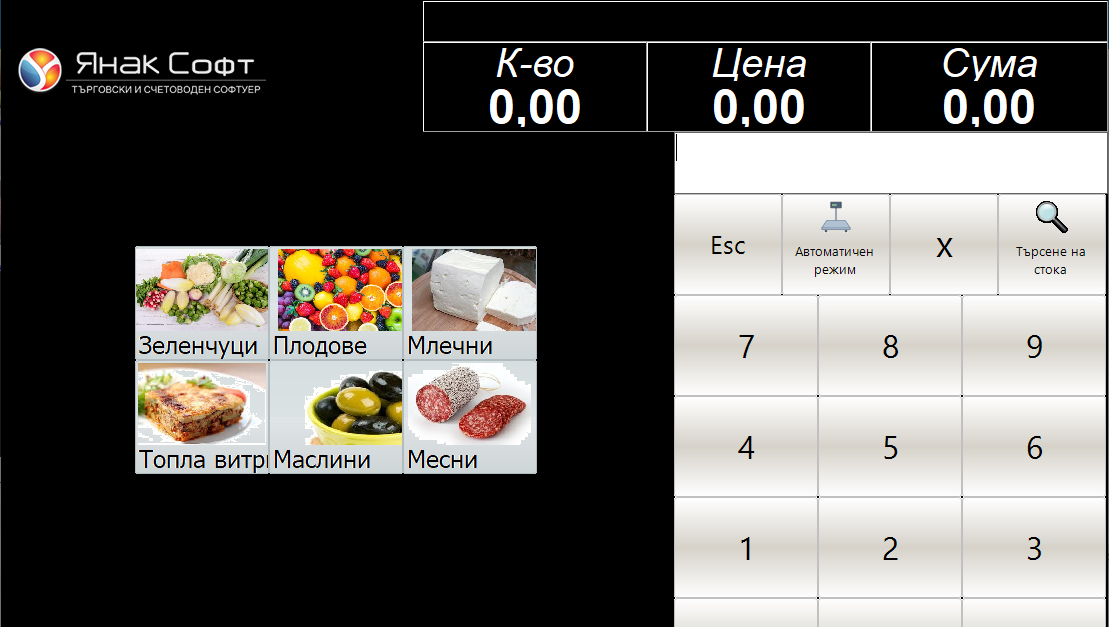 Янак Софт
ТЪРГОВСКИ И СЧЕТОВОДЕН СОФТУЕР
К-во Цена Сума
0,00 0,00 0,00
Esc
Автоматичен
режим
X
Търсене на
стока
7 8 9
Зеленчуци Плодове Млечни
4 5 6
Топла витри Маслини Месни
1 2 3